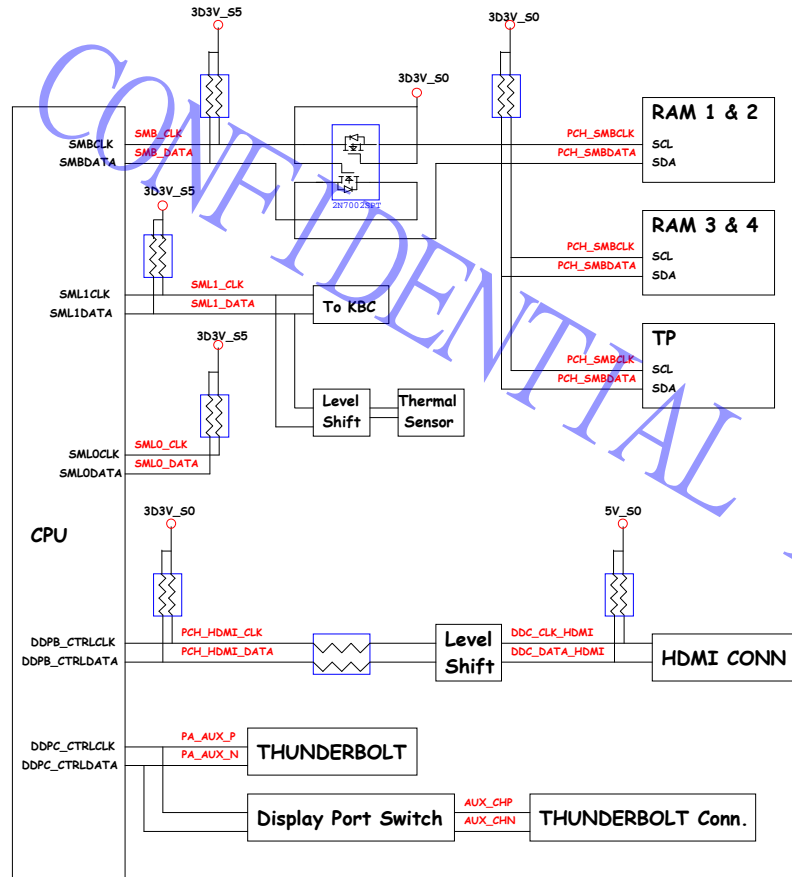 3D3V_S5
3D3V_S0
3D3V_S0
SMBCLK
SMBDATA
SMB_CLK
SMB_DATA
2N7002SPT
PCH_SMBCLK
PCH_SMBDATA
RAM 1 & 2
SCL
SDA
3D3V_S5
PCH_SMBCLK
PCH_SMBDATA
RAM 3 & 4
SCL
SDA
SML1CLK
SML1DATA
SML1_CLK
SML1_DATA
To KBC
PCH_SMBCLK
PCH_SMBDATA
TP
SCL
SDA
3D3V_S5
Level
Shift
Thermal
Sensor
SML0CLK
SML0DATA
SML0_CLK
SML0_DATA
CONFIDENTIAL
CPU
3D3V_S0
5V_S0
DDPB_CTRLCLK
DDPB_CTRLDATA
PCH_HDMI_CLK
PCH_HDMI_DATA
Level
Shift
DDC_CLK_HDMI
DDC_DATA_HDMI
HDMI CONN
DDPC_CTRLCLK
DDPC_CTRLDATA
PA_AUX_P
PA_AUX_N
THUNDERBOLT
Display Port Switch
AUX_CHP
AUX_CHN
THUNDERBOLT Conn.